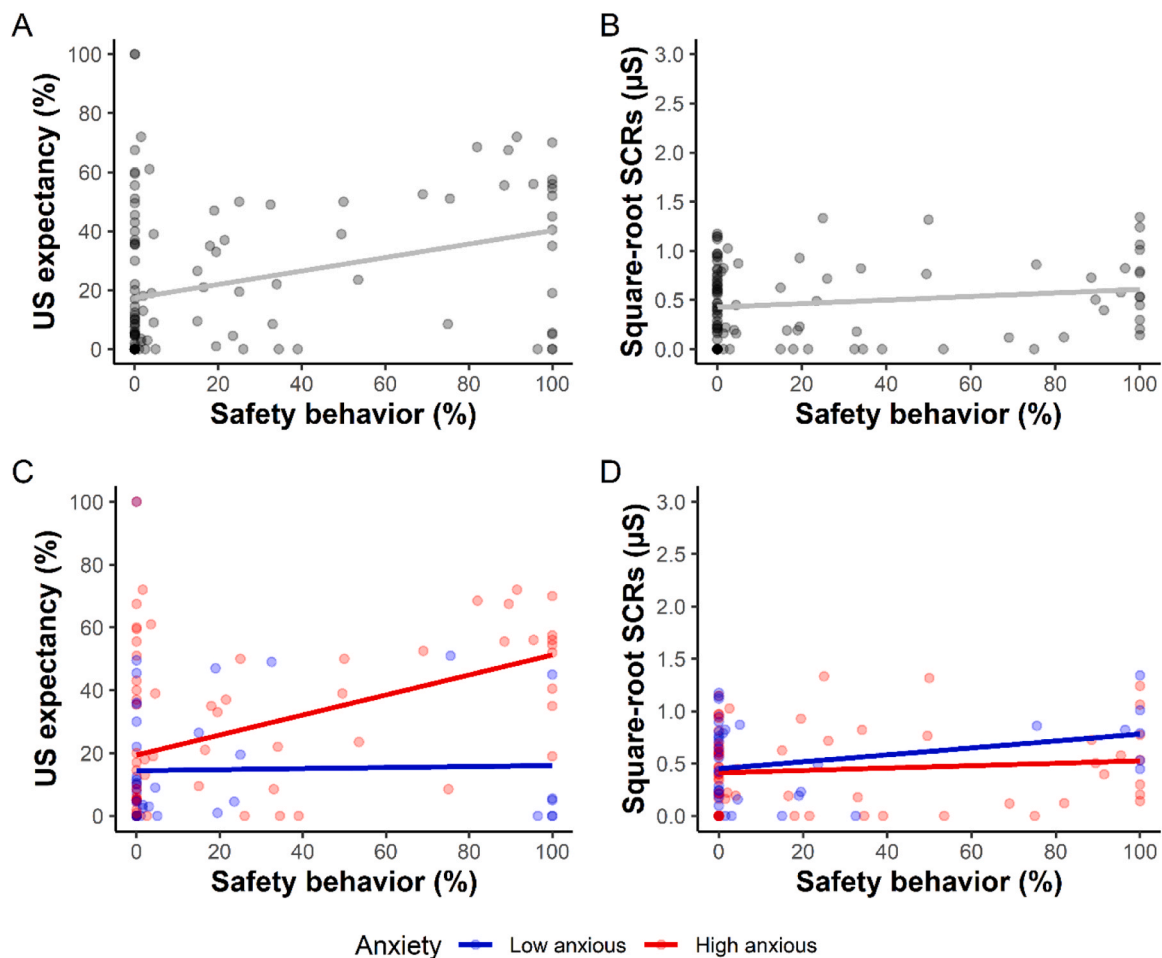 A
US expectancy (%)
100
80
60
40
20
0
0 20 40 60 80 100
Safety behavior (%)
B
Square-root SCRs (µS)
3.0
2.5
2.0
1.5
1.0
0.5
0.0
0 20 40 60 80 100
Safety behavior (%)
C
US expectancy (%)
100
80
60
40
20
0
0 20 40 60 80 100
Safety behavior (%)
D
Square-root SCRs (µS)
3.0
2.5
2.0
1.5
1.0
0.5
0.0
0 20 40 60 80 100
Safety behavior (%)
Anxiety Low anxious High anxious